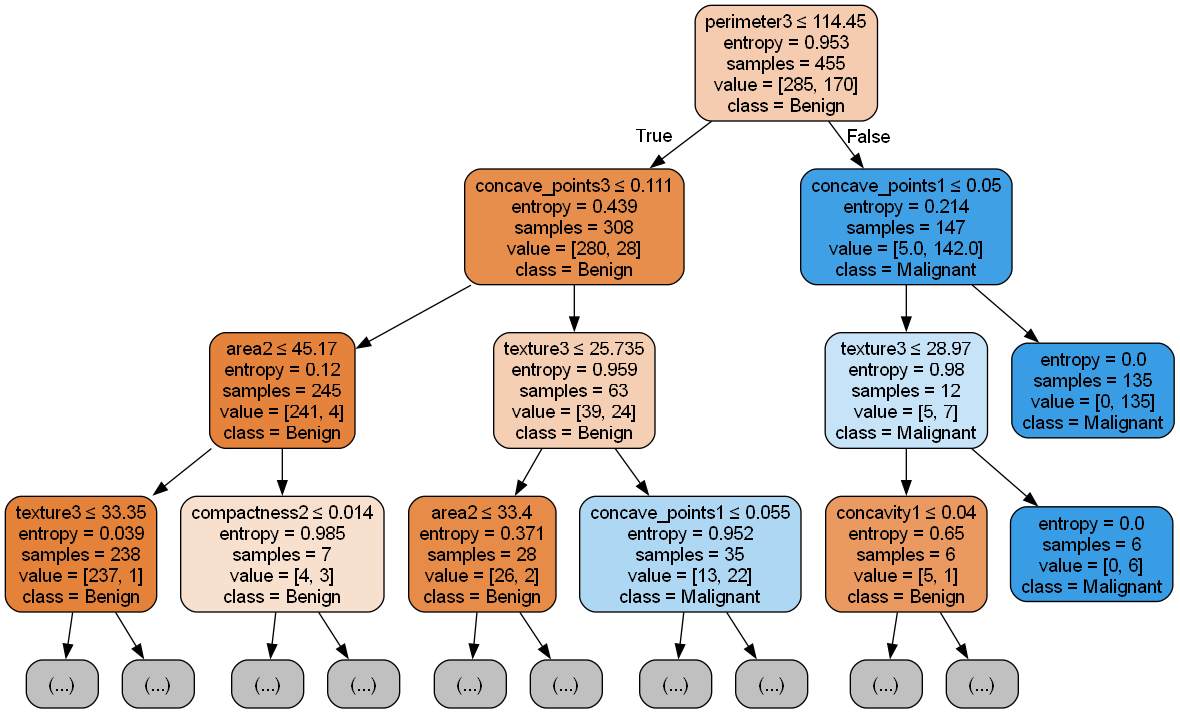 perimeter3 ≤ 114.45
entropy = 0.953
samples = 455
value = [285, 170]
class = Benign
True
False
concave_points3 ≤ 0.111
entropy = 0.439
samples = 308
value = [280, 28]
class = Benign
concave_points1 ≤ 0.05
entropy = 0.214
samples = 147
value = [5.0, 142.0]
class = Malignant
area2 ≤ 45.17
entropy = 0.12
samples = 245
value = [241, 4]
class = Benign
texture3 ≤ 25.735
entropy = 0.959
samples = 63
value = [39, 24]
class = Benign
texture3 ≤ 28.97
entropy = 0.98
samples = 12
value = [5, 7]
class = Malignant
entropy = 0.0
samples = 135
value = [0, 135]
class = Malignant
texture3 ≤ 33.35
entropy = 0.039
samples = 238
value = [237, 1]
class = Benign
compactness2 ≤ 0.014
entropy = 0.985
samples = 7
value = [4, 3]
class = Benign
area2 ≤ 33.4
entropy = 0.371
samples = 28
value = [26, 2]
class = Benign
concave_points1 ≤ 0.055
entropy = 0.952
samples = 35
value = [13, 22]
class = Malignant
concavity1 ≤ 0.04
entropy = 0.65
samples = 6
value = [5, 1]
class = Benign
entropy = 0.0
samples = 6
value = [0, 6]
class = Malignant
(...)
(...)
(...)
(...)
(...)
(...)
(...)
(...)
(...)
(...)